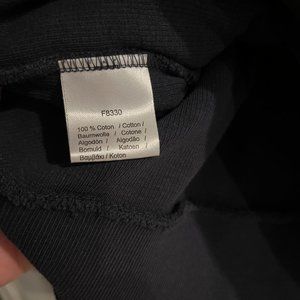 F8330
100 % Coton / Cotton /
Baumwolle / Cotone /
Algodón / Algodão /
Bomuld / Katoen /
Βαμβάκι / Koton